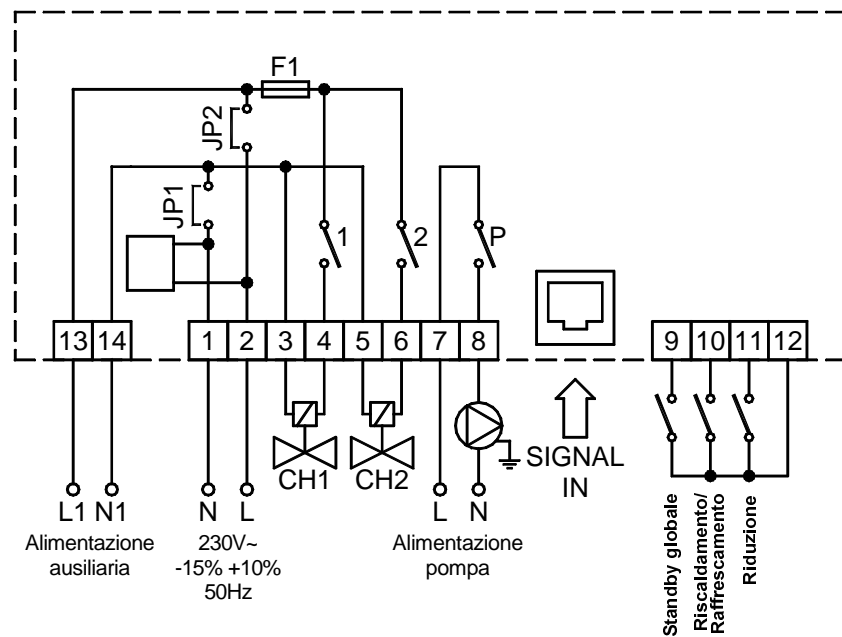 F1
JP2
JP1
1
2
P
13 14
1 2 3 4 5 6 7 8
9 10 11 12
CH1
CH2
SIGNAL
IN
L1 N1
N L
L N
Alimentazione
ausiliaria
230V~
-15% +10%
50Hz
Alimentazione
pompa
Standby globale
Riscaldamento/
Raffrescamento
Riduzione